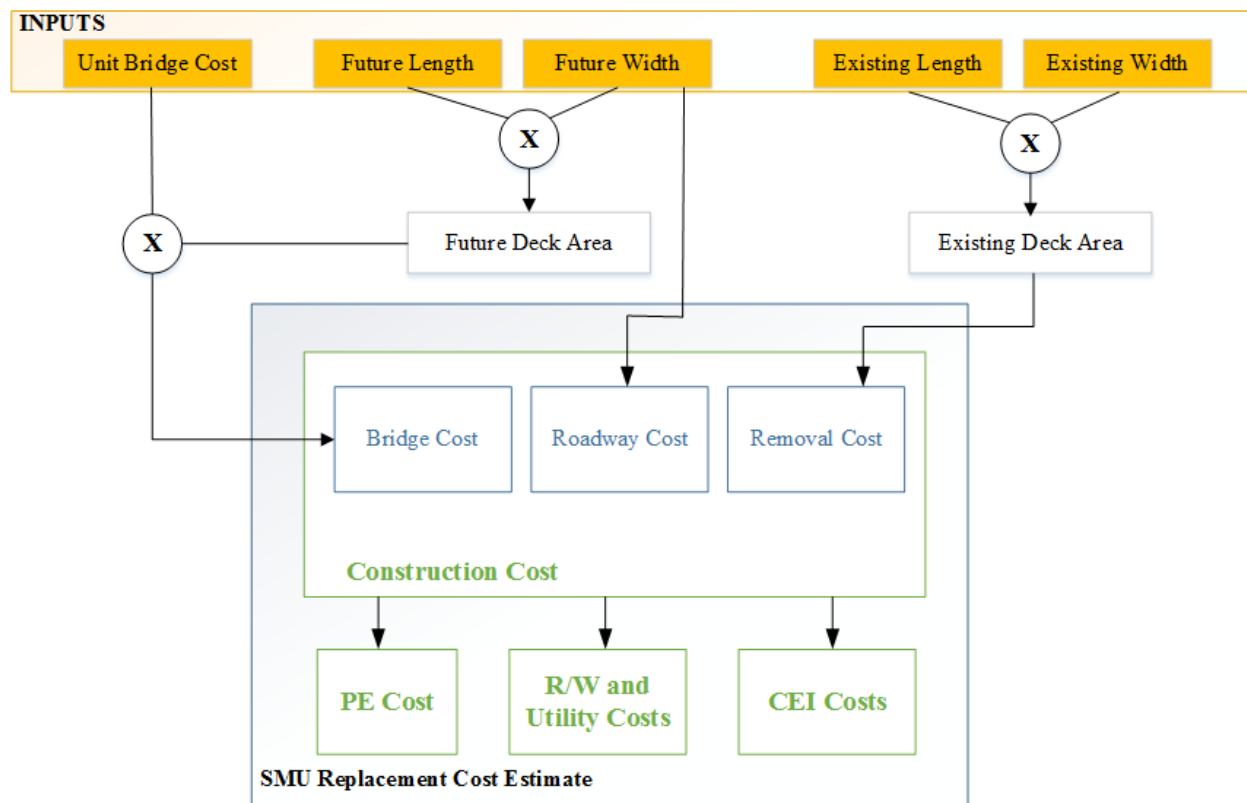 INPUTS
Unit Bridge Cost
Future Length
Future Width
Existing Length
Existing Width
X
X
X
Future Deck Area
Existing Deck Area
Bridge Cost
Roadway Cost
Removal Cost
Construction Cost
PE Cost
R/W and
Utility Costs
CEI Costs
SMU Replacement Cost Estimate